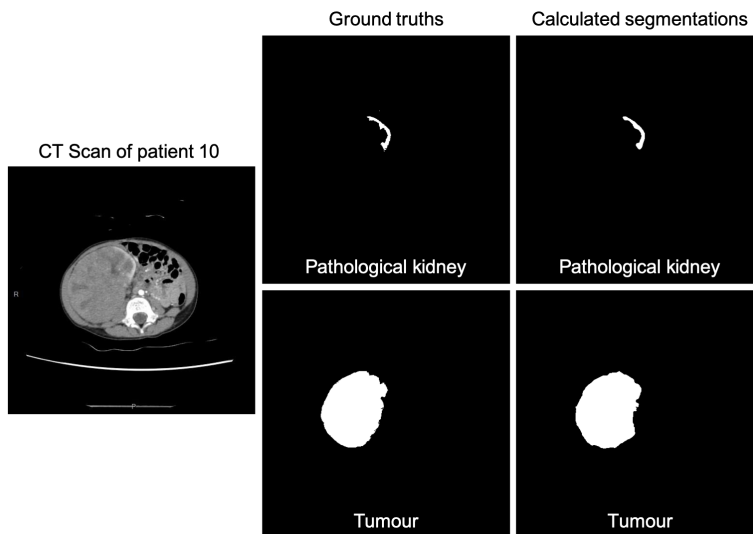 Ground truths
Calculated segmentations
CT Scan of patient 10
R
P
Pathological kidney
Pathological kidney
Tumour
Tumour